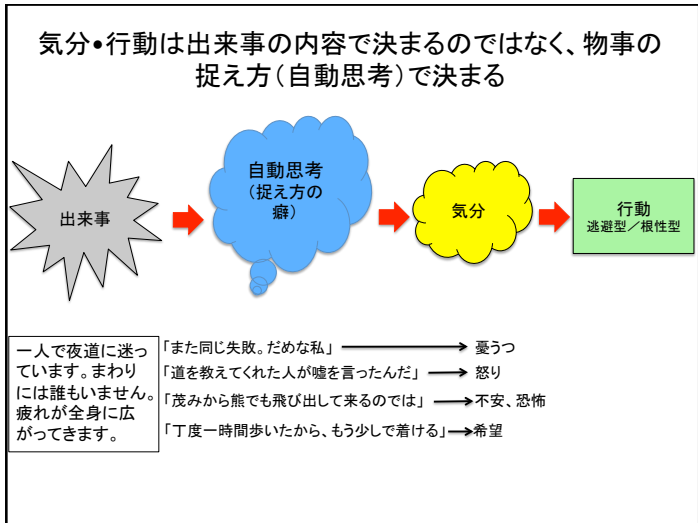 気分•行動は出来事の内容で決まるのではなく、物事の
捉え方(自動思考)で決まる
出来事
自動思考
(捉え方の
癖)
気分
行動
逃避型/根性型
一人で夜道に迷っ
ています。まわり
には誰もいません。
疲れが全身に広
がってきます。
「また同じ失敗。だめな私」
憂うつ
「道を教えてくれた人が嘘を言ったんだ」
怒り
「茂みから熊でも飛び出して来るのでは」
不安、恐怖
「丁度一時間歩いたから、もう少しで着ける」
希望